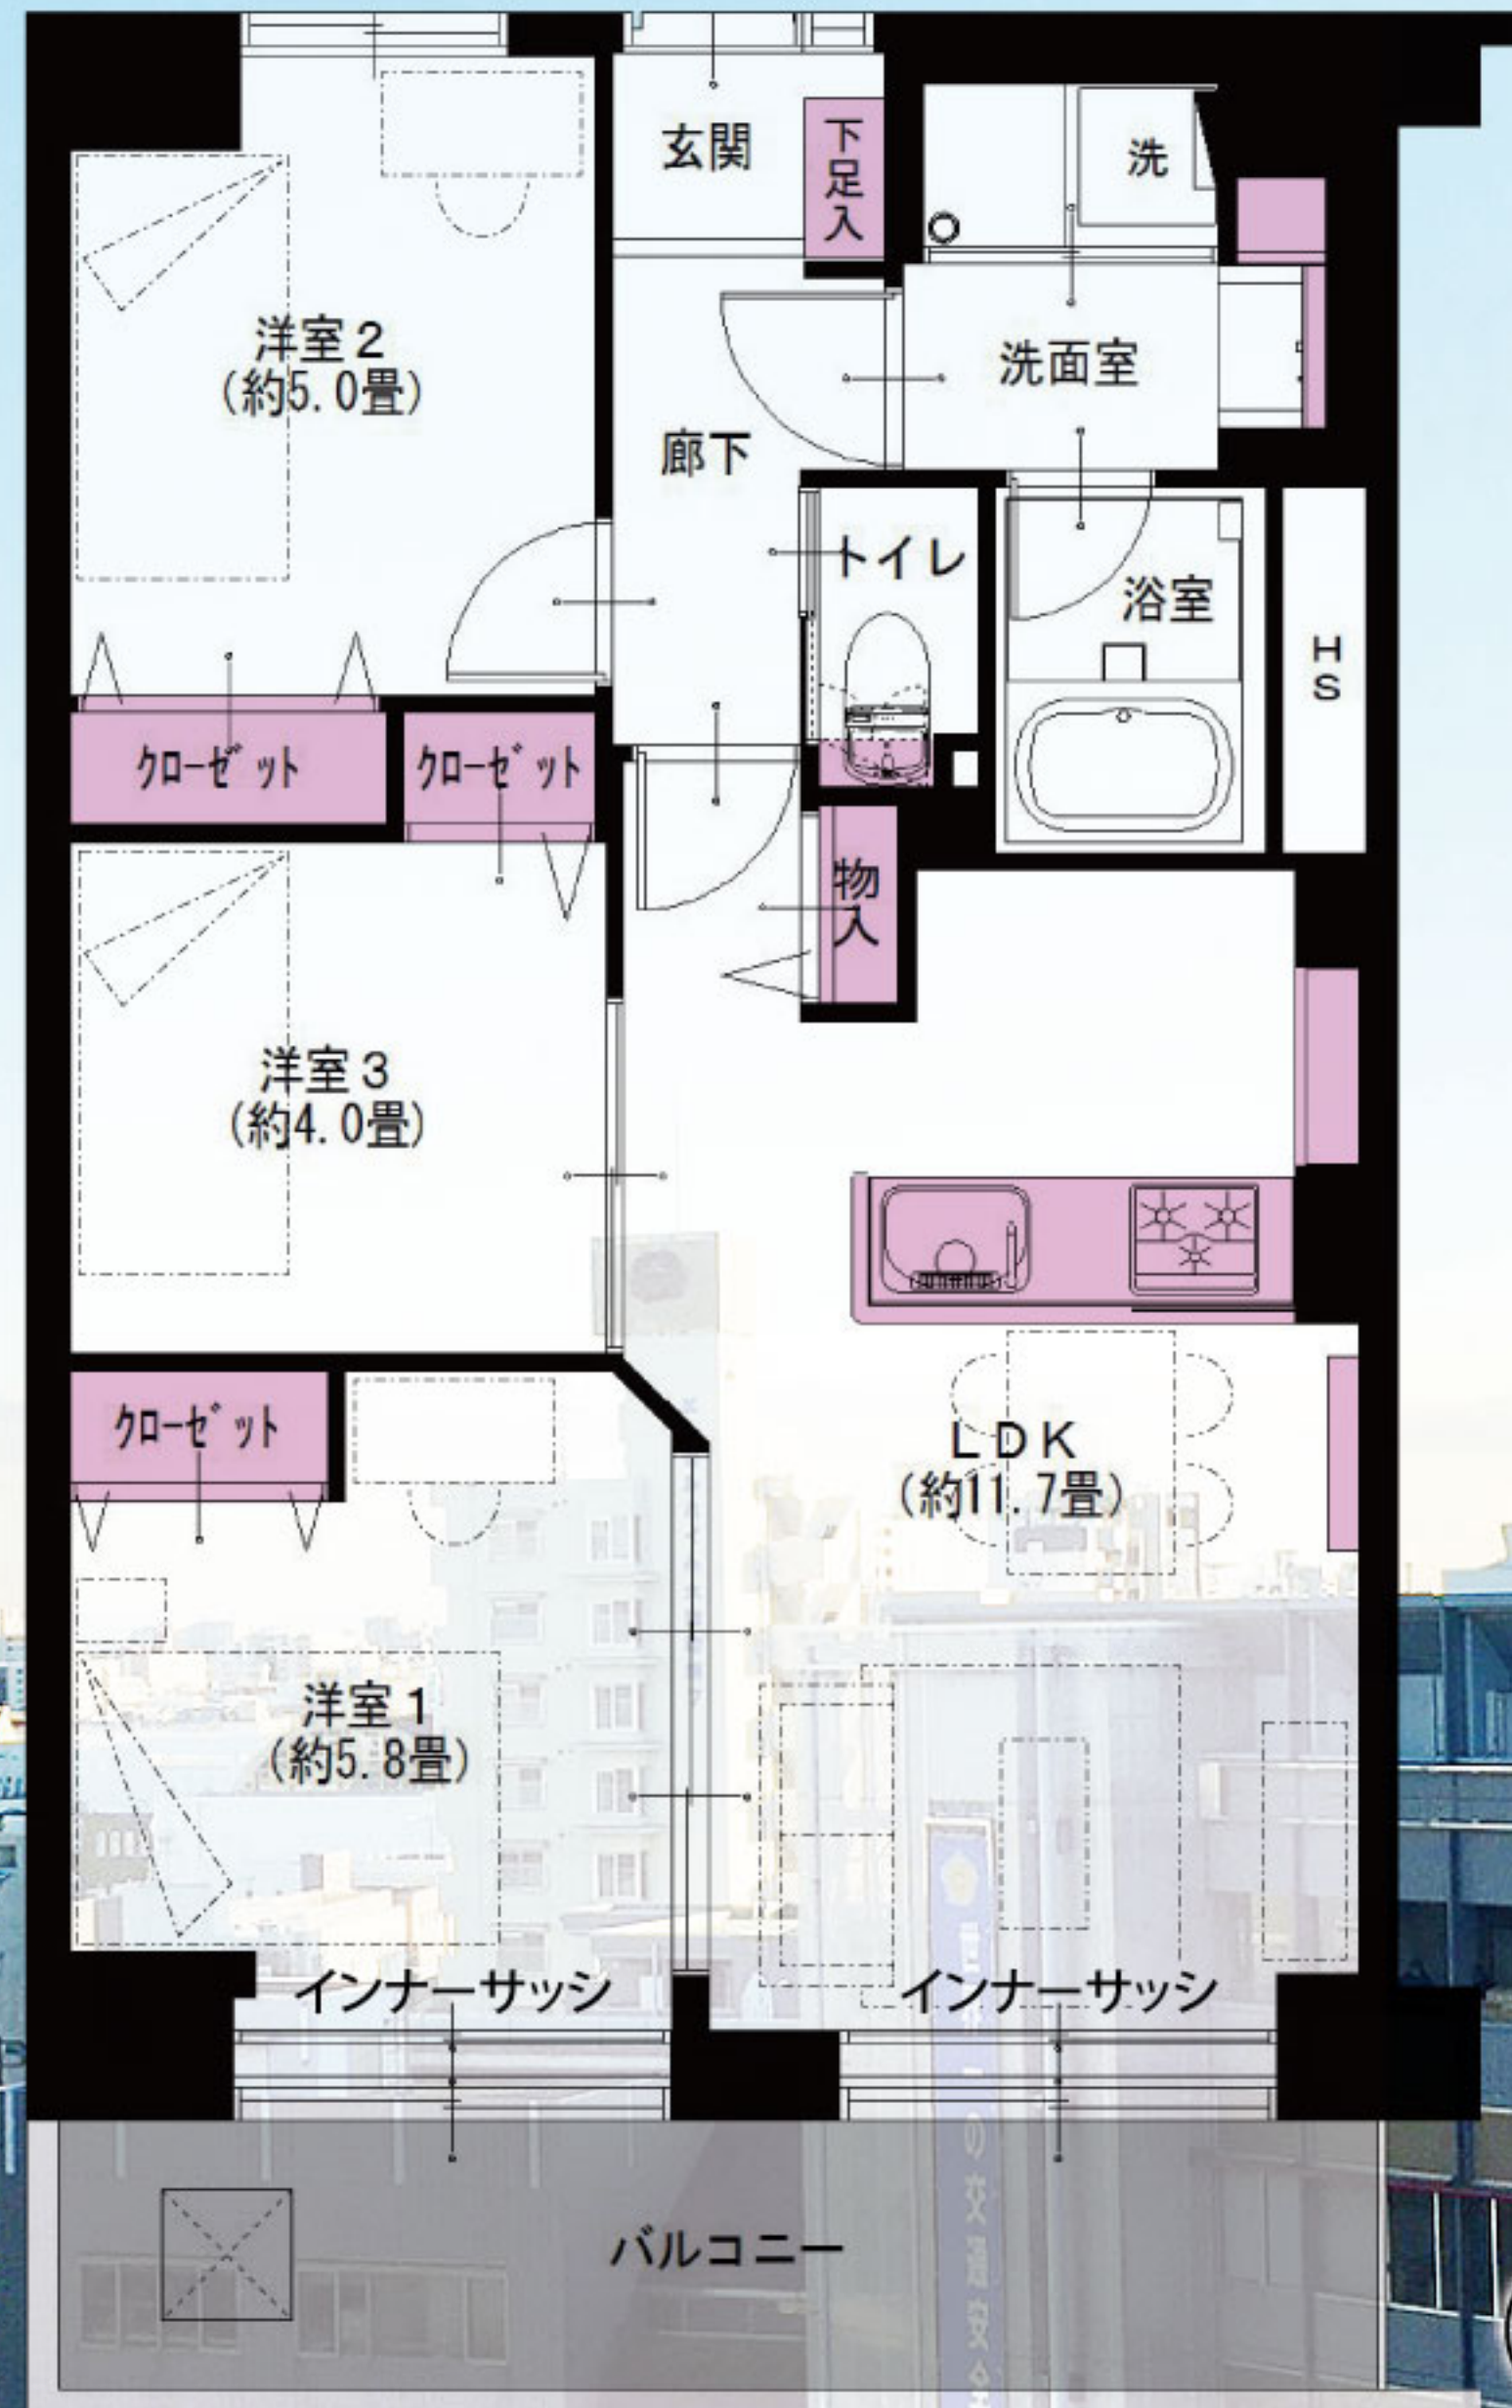 玄関
下足入
洗
洋室2
(約5.0畳)
洗面室
廊下
トイレ
浴室
HS
クローゼット
クローゼット
物入
洋室3
(約4.0畳)
クローゼット
LDK
(約11.7畳)
洋室1
(約5.8畳)
インナーサッシ
インナーサッシ
バルコニー